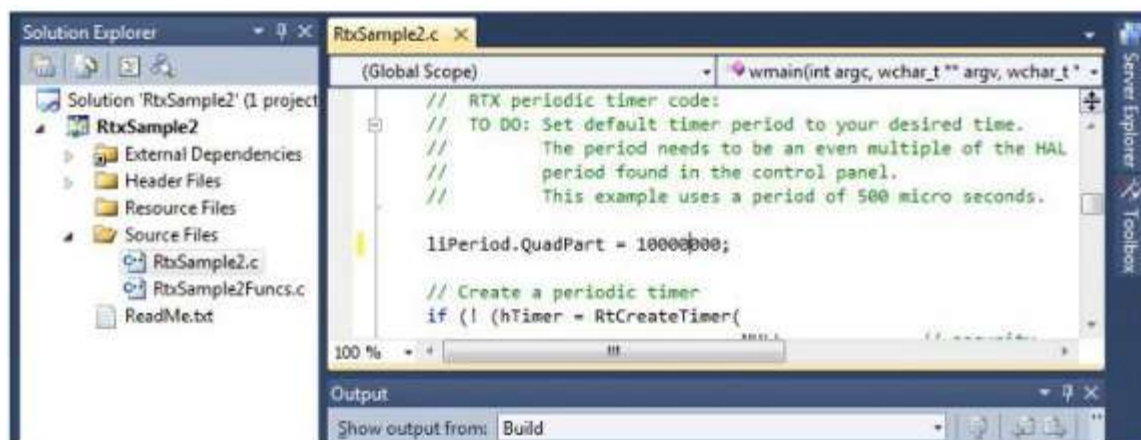 Solution Explorer
Solution 'RtxSample2' (1 project
RtxSample2
External Dependencies
Header Files
Resource Files
Source Files
RtxSample2.c
RtxSample2Funcs.c
ReadMe.txt
RtxSample2.c
(Global Scope)
wmain(int argc, wchar_t ** argv, wchar_t *
// RTX periodic timer code:
// TO DO: Set default timer period to your desired time.
// The period needs to be an even multiple of the HAL
// period found in the control panel.
// This example uses a period of 500 micro seconds.
liPeriod.QuadPart = 10000000;
// Create a periodic timer
if (! (hTimer = RtCreateTimer(
100 %
Output
Show output from: Build
Server Explorer
Toolbox